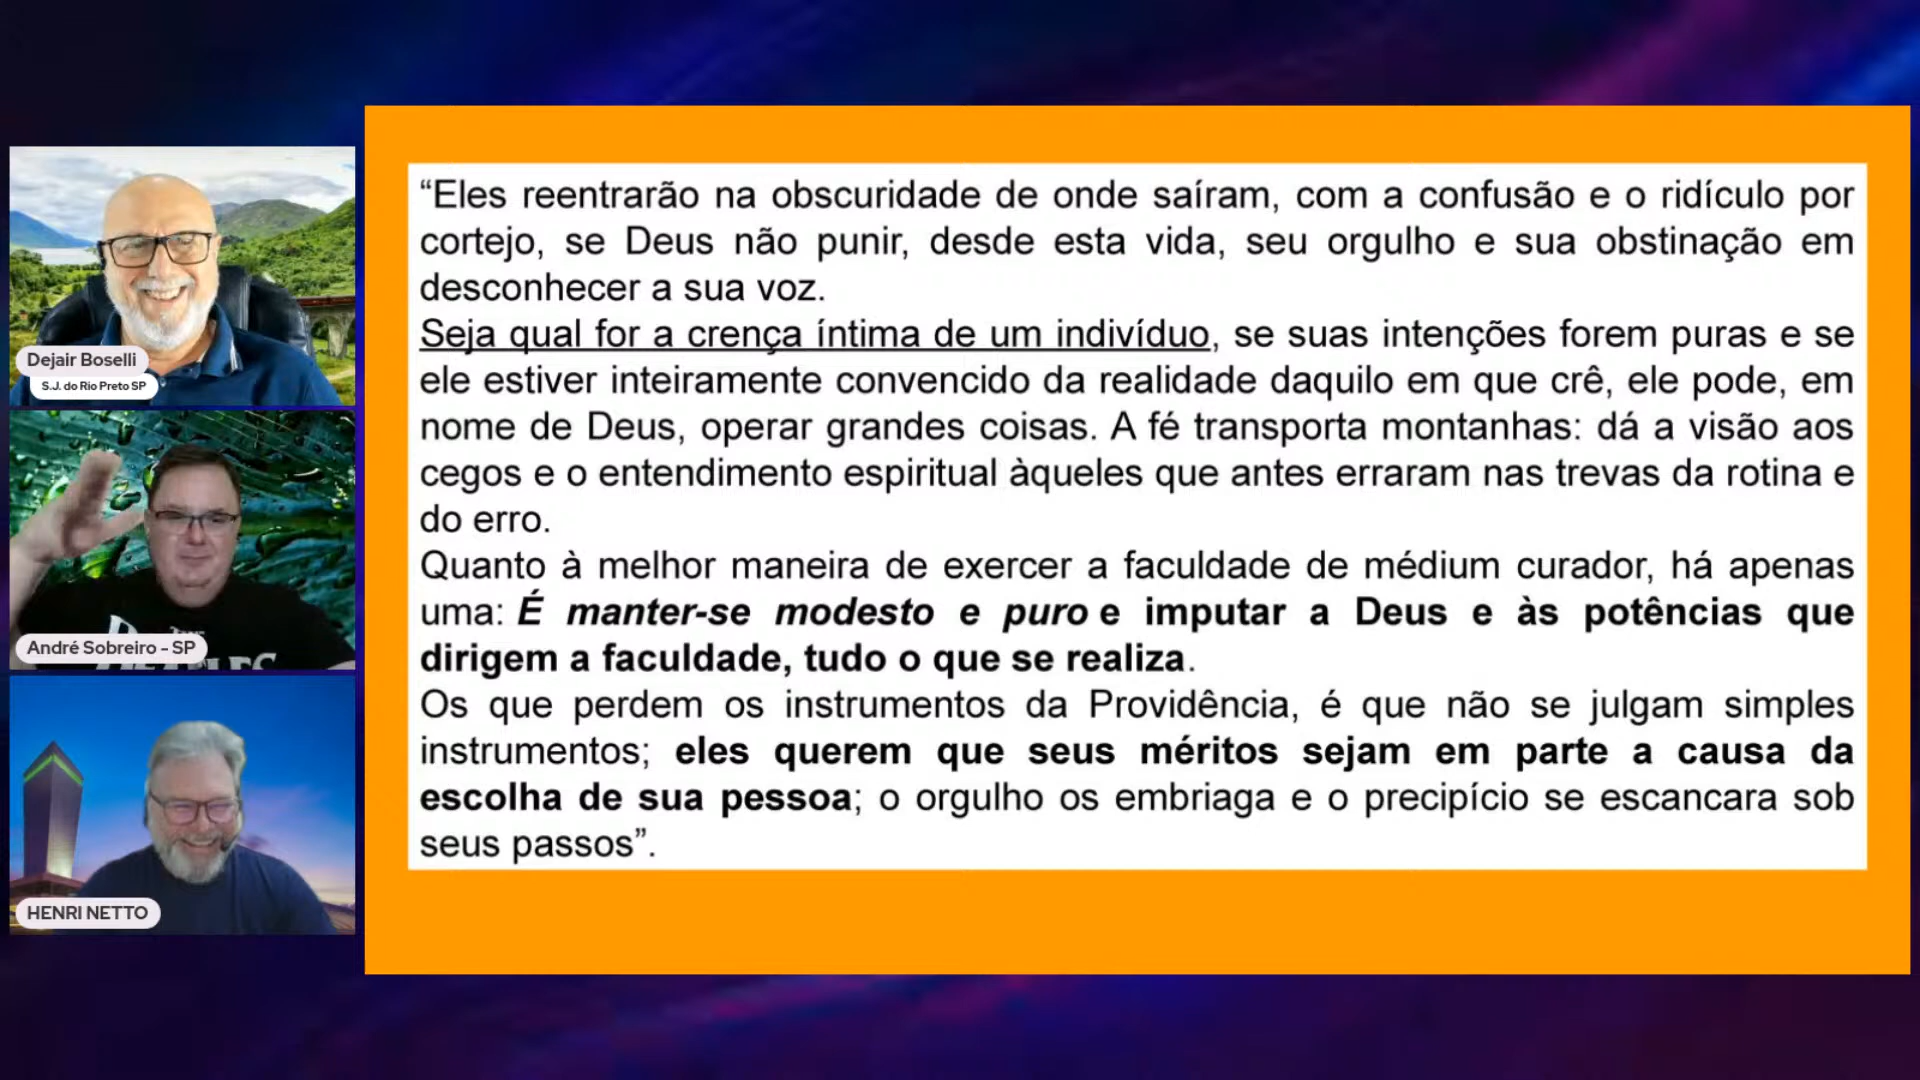 Dejair Boselli
S.J. do Rio Preto SP
André Sobreiro - SP
HENRI NETTO
“Eles reentrarão na obscuridade de onde saíram, com a confusão e o ridículo por
cortejo, se Deus não punir, desde esta vida, seu orgulho e sua obstinação em
desconhecer a sua voz.
Seja qual for a crença íntima de um indivíduo, se suas intenções forem puras e se
ele estiver inteiramente convencido da realidade daquilo em que crê, ele pode, em
nome de Deus, operar grandes coisas. A fé transporta montanhas: dá a visão aos
cegos e o entendimento espiritual àqueles que antes erraram nas trevas da rotina e
do erro.
Quanto à melhor maneira de exercer a faculdade de médium curador, há apenas
uma: É manter-se modesto e puro e imputar a Deus e às potências que
dirigem a faculdade, tudo o que se realiza.
Os que perdem os instrumentos da Providência, é que não se julgam simples
instrumentos; eles querem que seus méritos sejam em parte a causa da
escolha de sua pessoa; o orgulho os embriaga e o precipício se escancara sob
seus passos”.